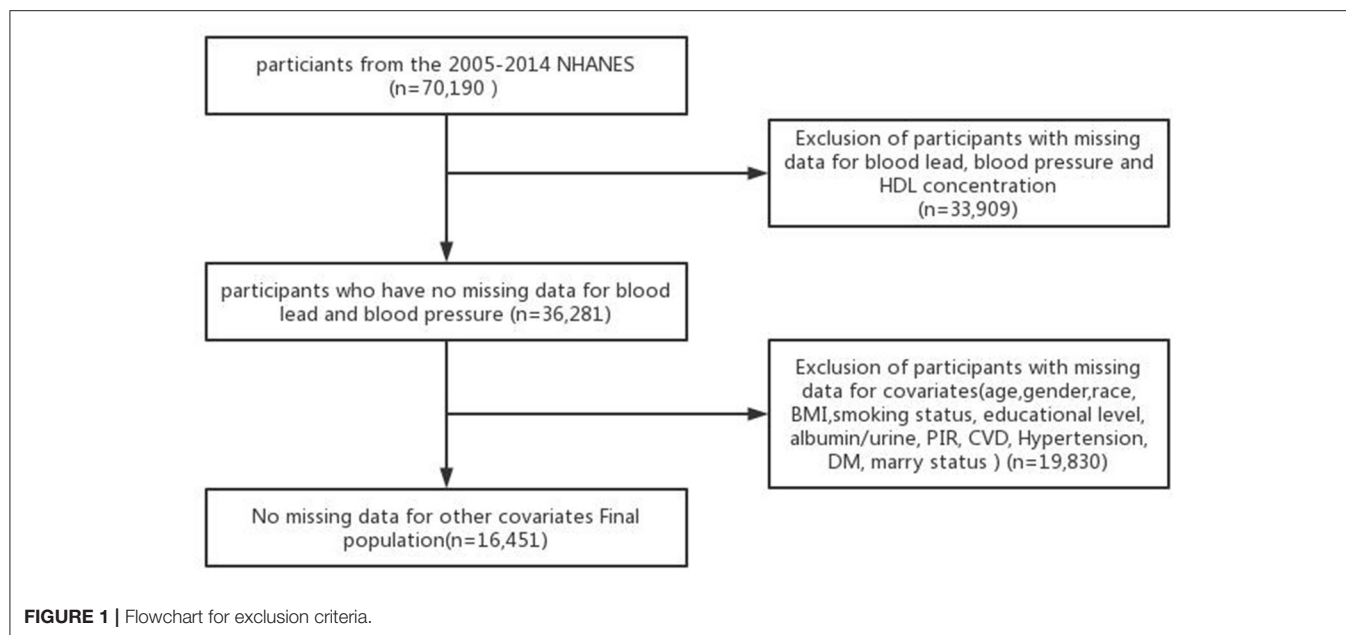 particiants from the 2005-2014 NHANES
(n=70,190 )
Exclusion of participants with missing
data for blood lead, blood pressure and
HDL concentration
(n=33,909)
participants who have no missing data for blood
lead and blood pressure (n=36,281)
Exclusion of participants with missing
data for covariates(age,gender,race,
BMI,smoking status, educational level,
albumin/urine, PIR, CVD, Hypertension,
DM, marry status ) (n=19,830)
No missing data for other covariates Final
population(n=16,451)
FIGURE 1 | Flowchart for exclusion criteria.